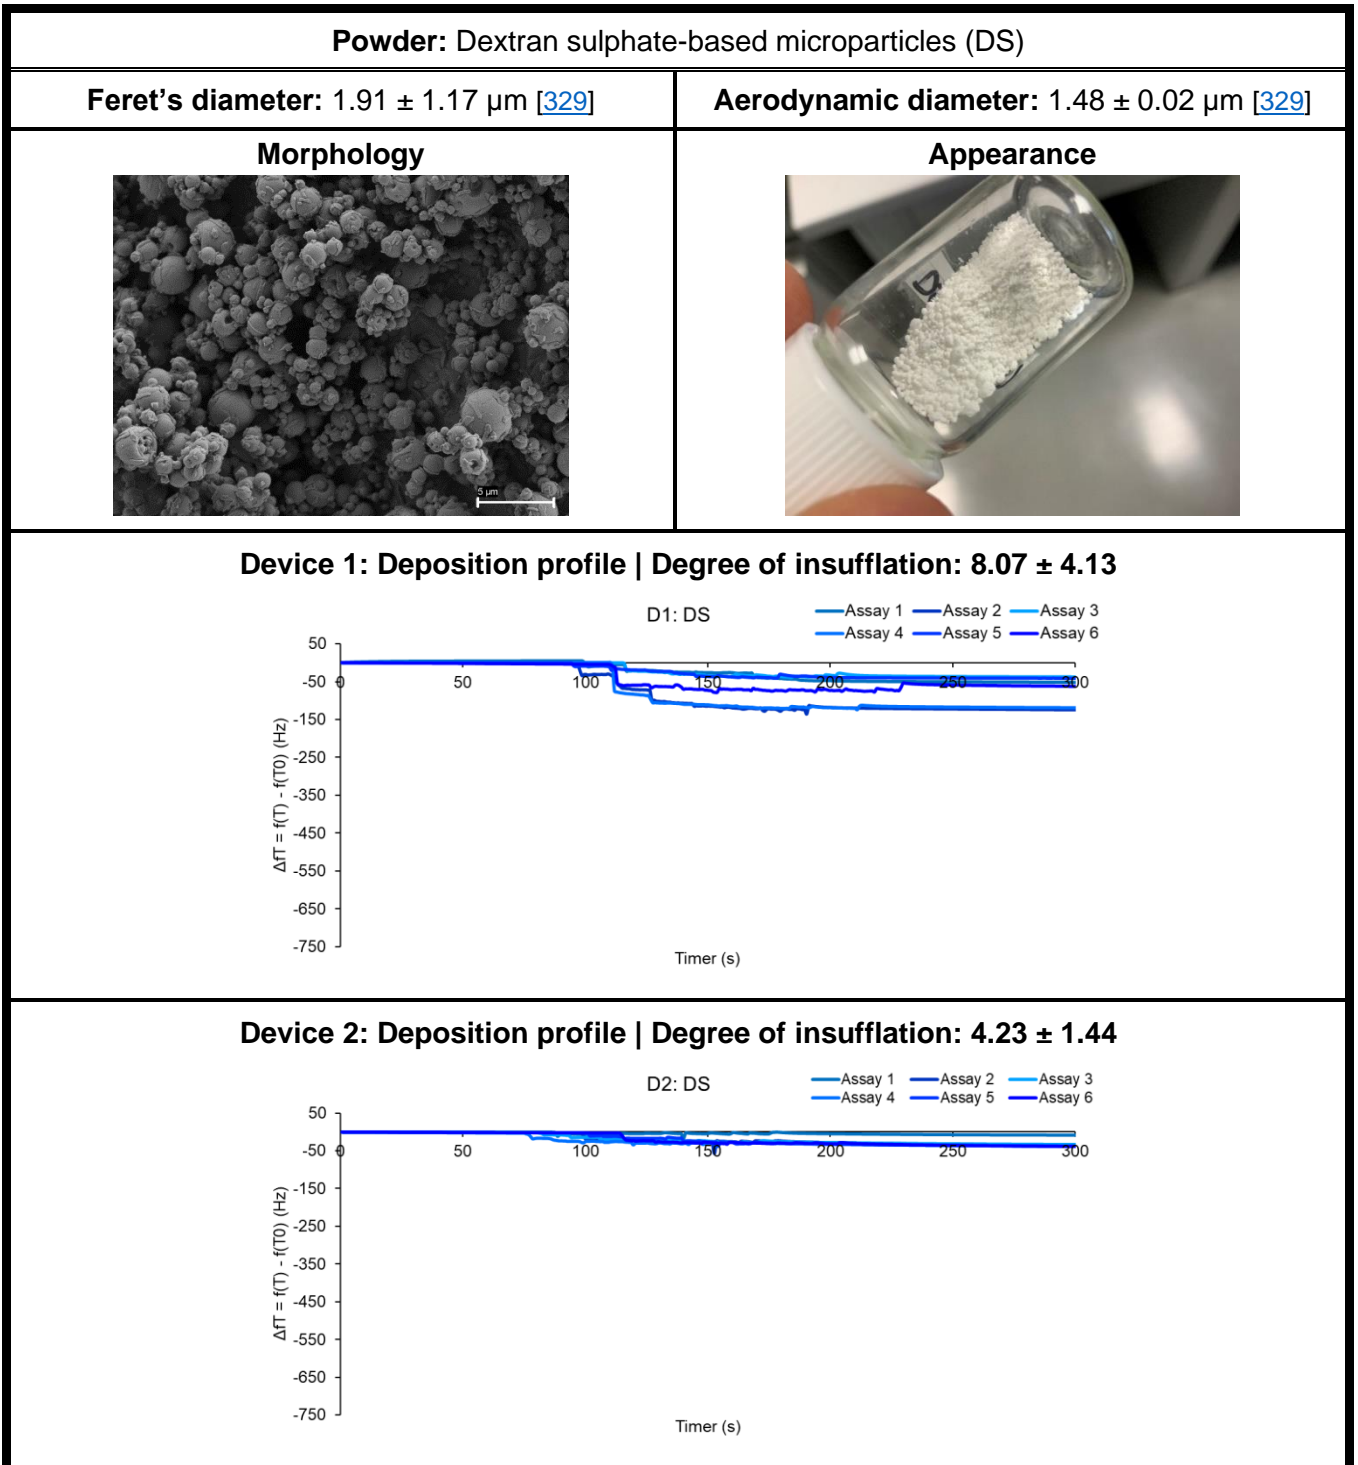 Powder: Dextran sulphate-based microparticles (DS)
Feret's diameter: 1.91 ± 1.17 µm [329]
Aerodynamic diameter: 1.48 ± 0.02 µm [329]
Morphology
5 µm
Appearance
Device 1: Deposition profile | Degree of insufflation: 8.07 ± 4.13
D1: DS
Assay 1 Assay 2 Assay 3
Assay 4 Assay 5 Assay 6
50
-50
-150
-250
-350
-450
-550
-650
-750
0 50 100 150 200 250 300
ΔfT = f(T) - f(T0) (Hz)
Timer (s)
Device 2: Deposition profile | Degree of insufflation: 4.23 ± 1.44
D2: DS
Assay 1 Assay 2 Assay 3
Assay 4 Assay 5 Assay 6
50
-50
-150
-250
-350
-450
-550
-650
-750
0 50 100 150 200 250 300
ΔfT = f(T) - f(T0) (Hz)
Timer (s)